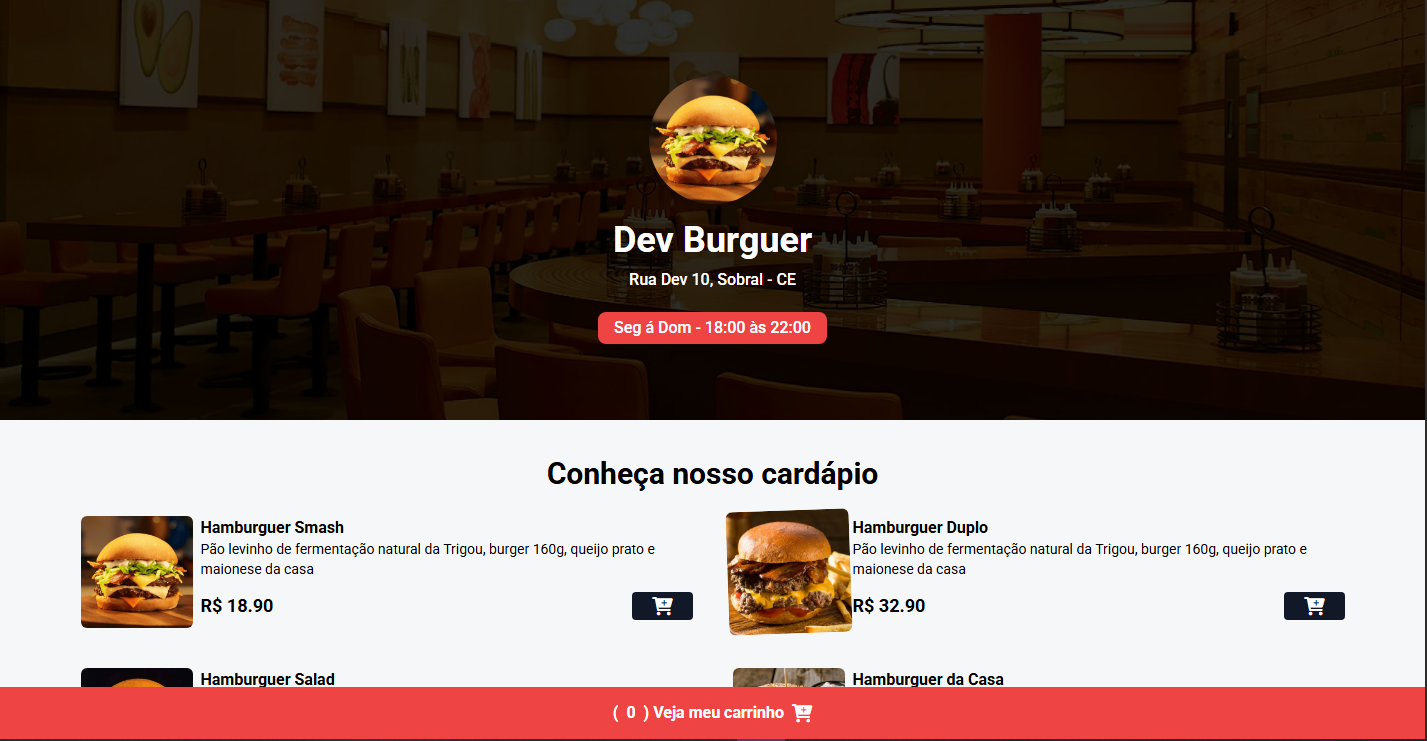 Dev Burguer
Rua Dev 10, Sobral - CE
Seg á Dom - 18:00 às 22:00
Conheça nosso cardápio
Hamburguer Smash
Pão levinho de fermentação natural da Trigou, burger 160g, queijo prato e
maionese da casa
R$ 18.90
Hamburguer Duplo
Pão levinho de fermentação natural da Trigou, burger 160g, queijo prato e
maionese da casa
R$ 32.90
Hamburguer Salad
Hamburguer da Casa
( 0 ) Veja meu carrinho